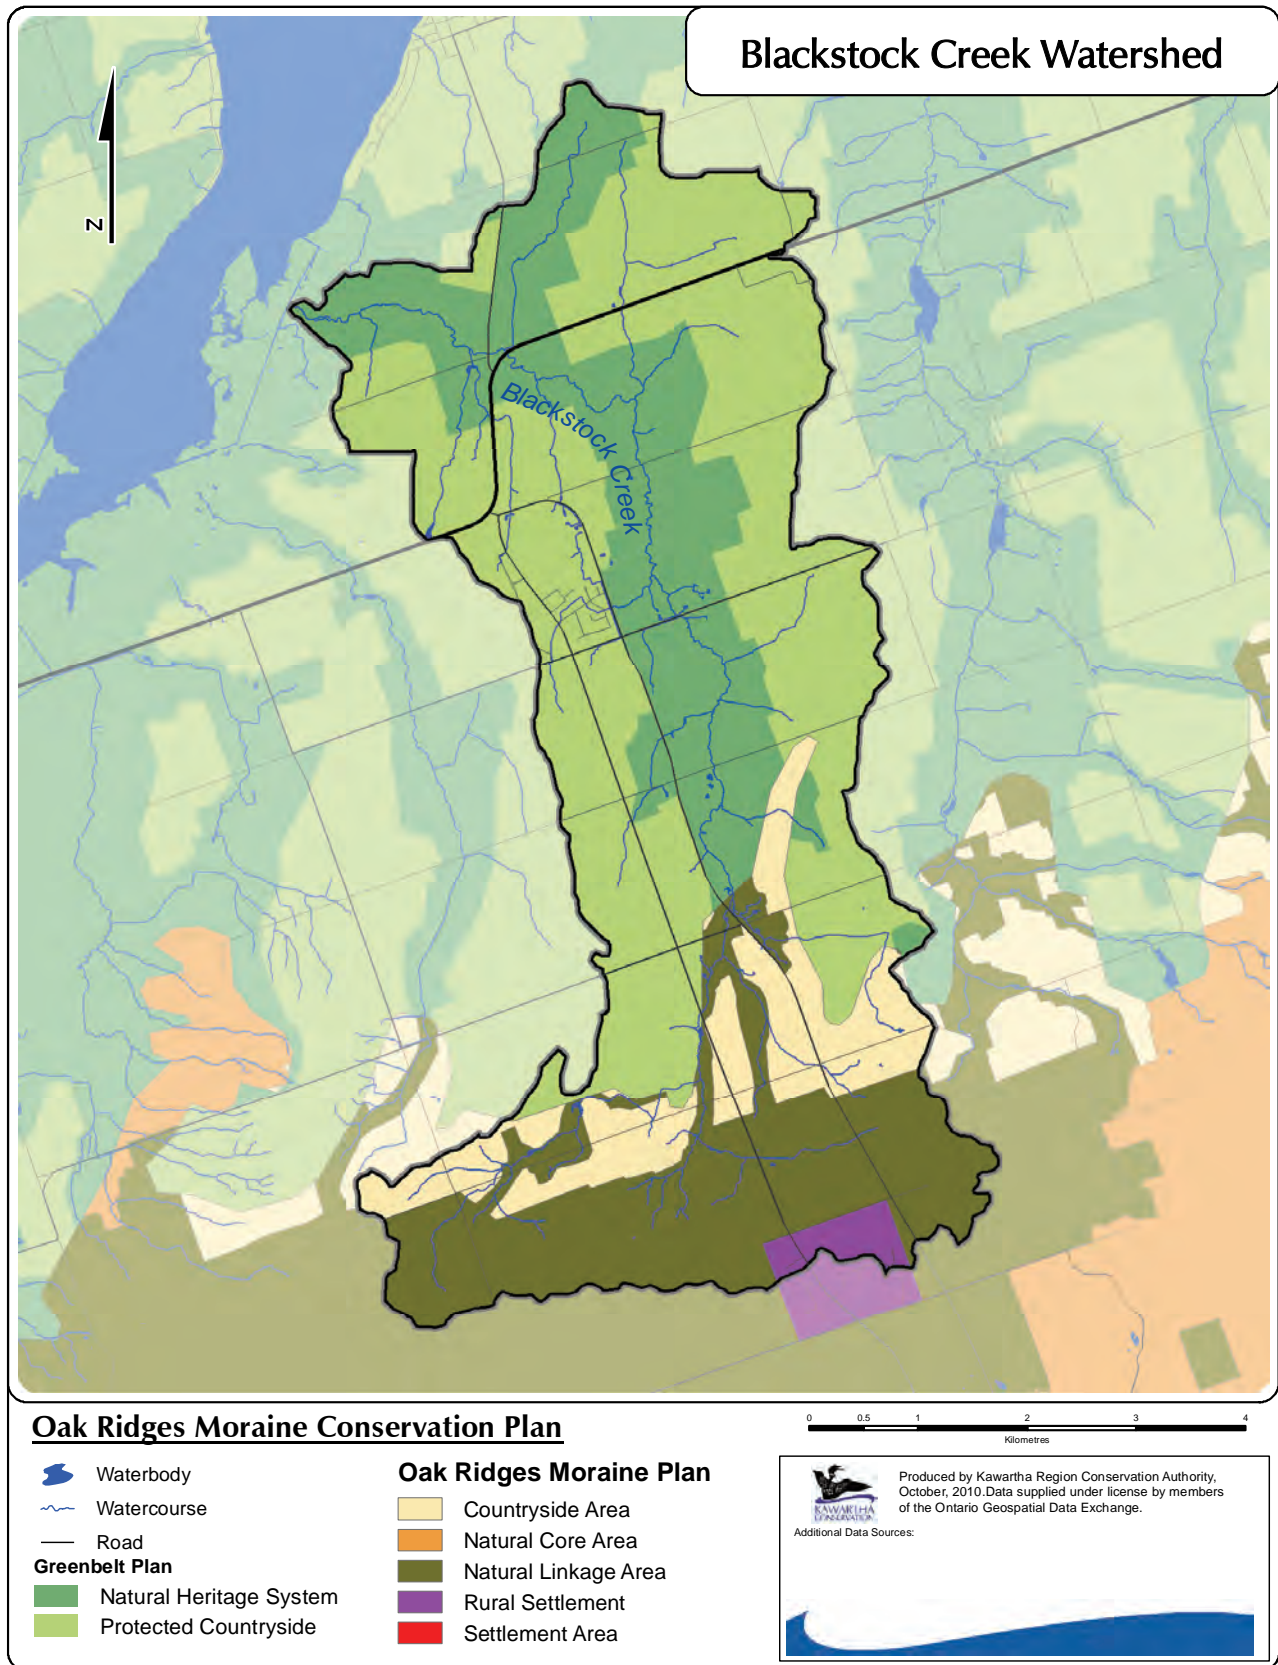 Blackstock Creek Watershed
N
Blackstock Creek
Oak Ridges Moraine Conservation Plan
Waterbody
Watercourse
Road
Greenbelt Plan
Natural Heritage System
Protected Countryside
Oak Ridges Moraine Plan
Countryside Area
Natural Core Area
Natural Linkage Area
Rural Settlement
Settlement Area
0 0.5 1 2 3 4
Kilometres
KAWARTHA
CONSERVATION
Produced by Kawartha Region Conservation Authority,
October, 2010.Data supplied under license by members
of the Ontario Geospatial Data Exchange.
Additional Data Sources: